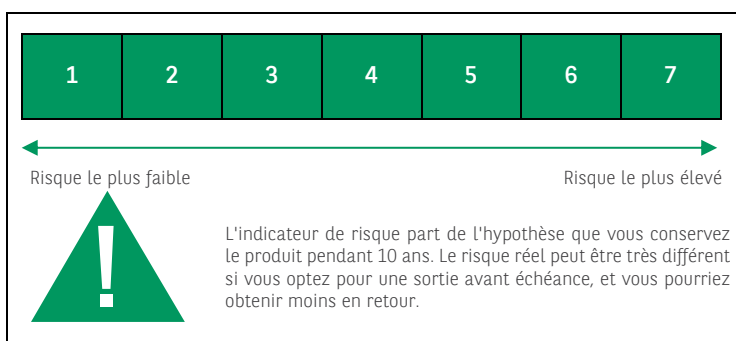 1 2 3 4 5 6 7
Risque le plus faible Risque le plus élevé
!
L'indicateur de risque part de l'hypothèse que vous conservez
le produit pendant 10 ans. Le risque réel peut être très différent
si vous optez pour une sortie avant échéance, et vous pourriez
obtenir moins en retour.